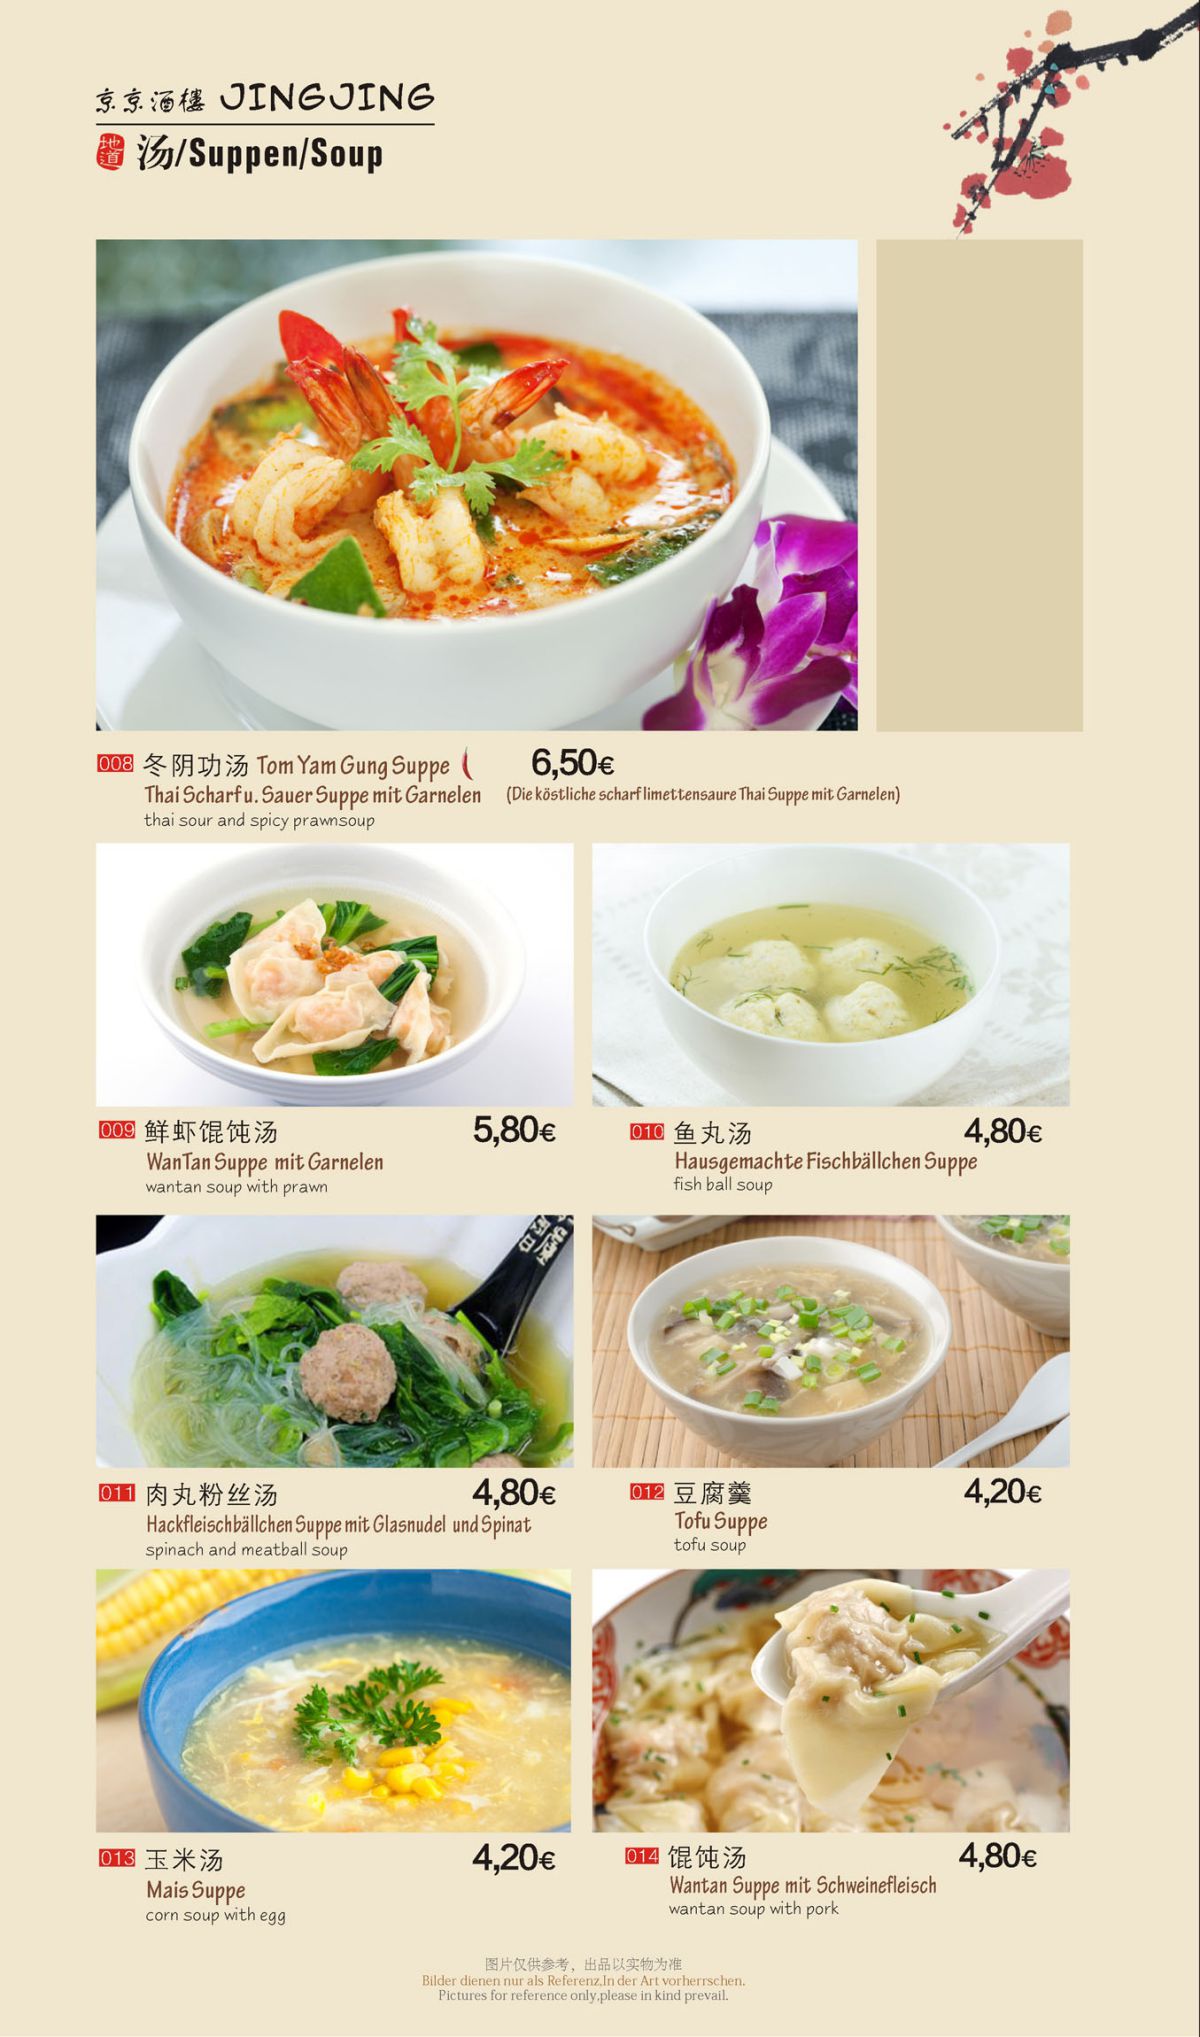 京京酒樓 JINGJING
地道 汤/Suppen/Soup
008 冬阴功汤 Tom Yam Gung Suppe 6,50€
Thai Scharf u. Sauer Suppe mit Garnelen (Die köstliche scharf limettensaure Thai Suppe mit Garnelen)
thai sour and spicy prawnsoup
009 鲜虾馄饨汤 5,80€
WanTan Suppe mit Garnelen
wantan soup with prawn
010 鱼丸汤 4,80€
Hausgemachte Fischbällchen Suppe
fish ball soup
011 肉丸粉丝汤 4,80€
Hackfleischbällchen Suppe mit Glasnudel und Spinat
spinach and meatball soup
012 豆腐羹 4,20€
Tofu Suppe
tofu soup
013 玉米汤 4,20€
Mais Suppe
corn soup with egg
014 馄饨汤 4,80€
Wantan Suppe mit Schweinefleisch
wantan soup with pork
图片仅供参考，出品以实物为准
Bilder dienen nur als Referenz,In der Art vorherrschen.
Pictures for reference only,please in kind prevail.